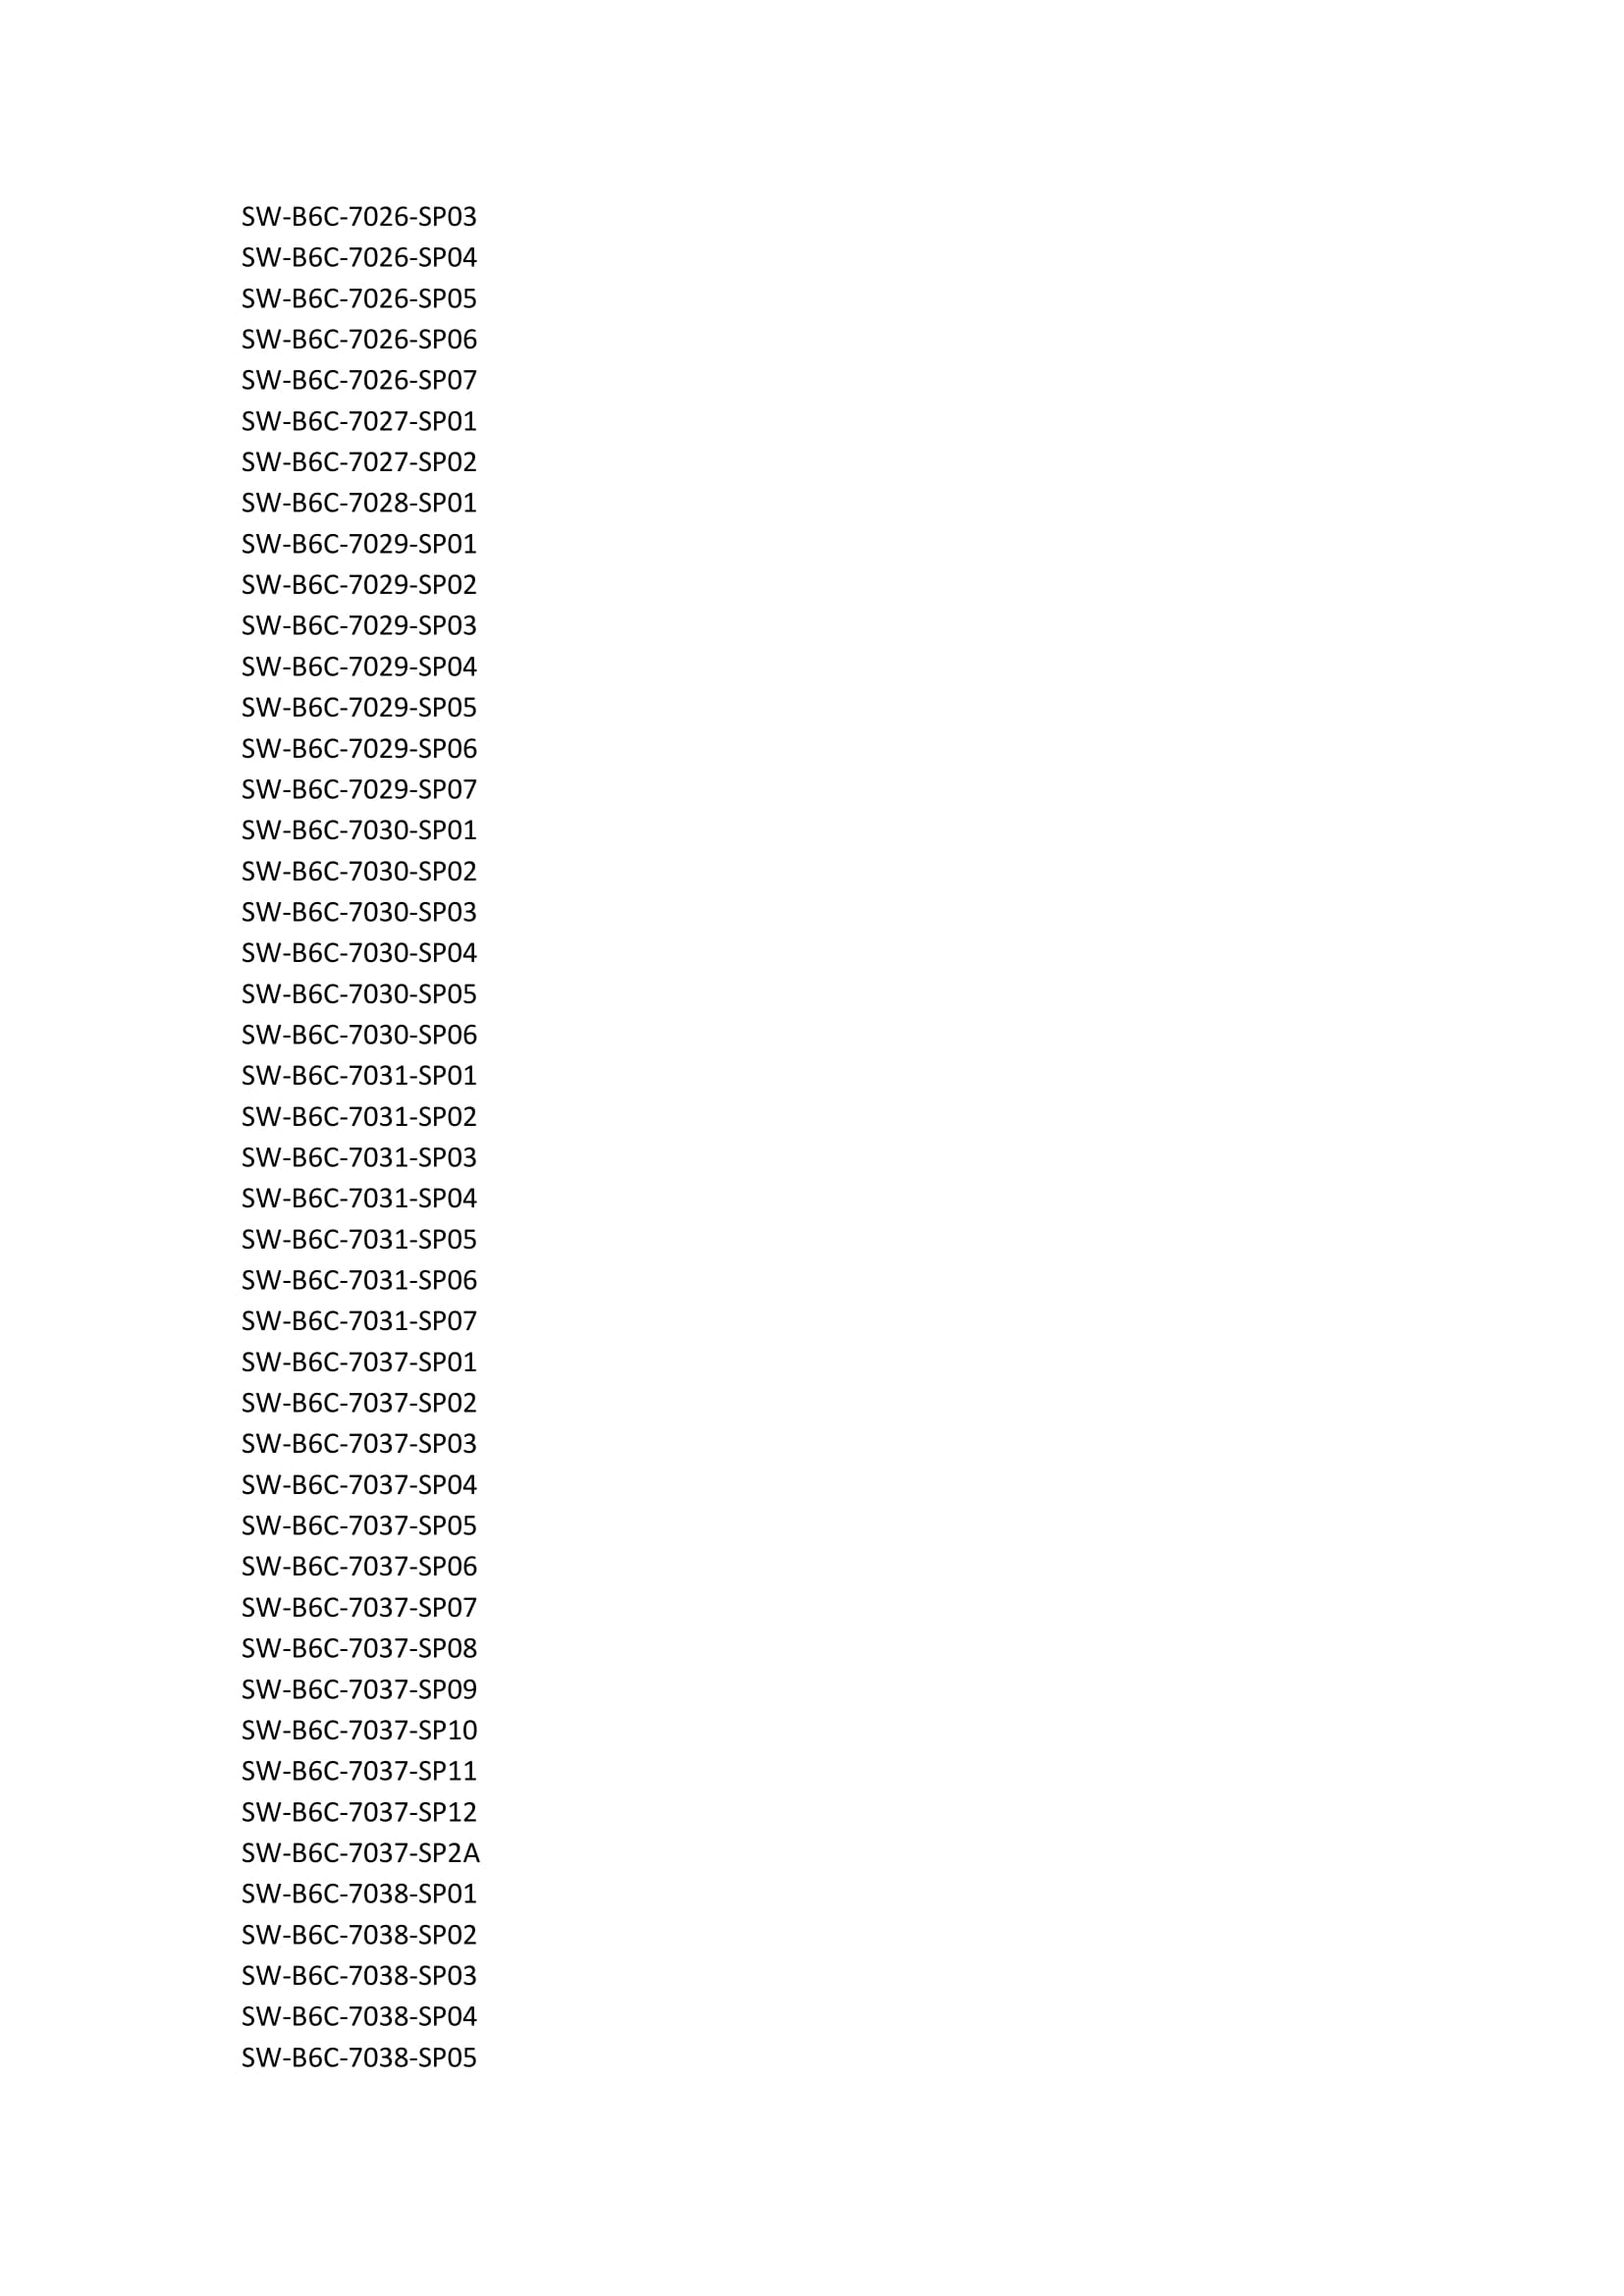 SW-B6C-7026-SP03
SW-B6C-7026-SP04
SW-B6C-7026-SP05
SW-B6C-7026-SP06
SW-B6C-7026-SP07
SW-B6C-7027-SP01
SW-B6C-7027-SP02
SW-B6C-7028-SP01
SW-B6C-7029-SP01
SW-B6C-7029-SP02
SW-B6C-7029-SP03
SW-B6C-7029-SP04
SW-B6C-7029-SP05
SW-B6C-7029-SP06
SW-B6C-7029-SP07
SW-B6C-7030-SP01
SW-B6C-7030-SP02
SW-B6C-7030-SP03
SW-B6C-7030-SP04
SW-B6C-7030-SP05
SW-B6C-7030-SP06
SW-B6C-7031-SP01
SW-B6C-7031-SP02
SW-B6C-7031-SP03
SW-B6C-7031-SP04
SW-B6C-7031-SP05
SW-B6C-7031-SP06
SW-B6C-7031-SP07
SW-B6C-7037-SP01
SW-B6C-7037-SP02
SW-B6C-7037-SP03
SW-B6C-7037-SP04
SW-B6C-7037-SP05
SW-B6C-7037-SP06
SW-B6C-7037-SP07
SW-B6C-7037-SP08
SW-B6C-7037-SP09
SW-B6C-7037-SP10
SW-B6C-7037-SP11
SW-B6C-7037-SP12
SW-B6C-7037-SP2A
SW-B6C-7038-SP01
SW-B6C-7038-SP02
SW-B6C-7038-SP03
SW-B6C-7038-SP04
SW-B6C-7038-SP05